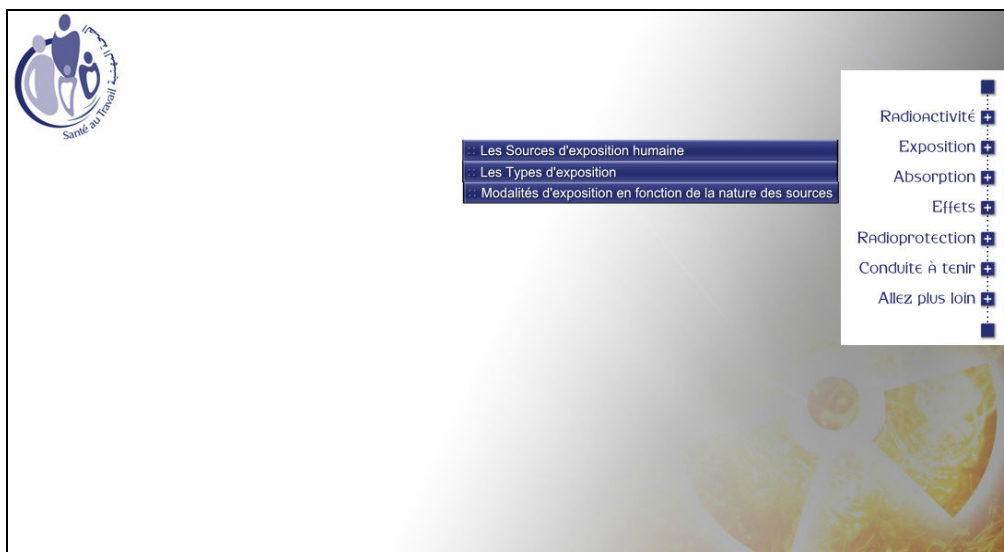 Santé au Travail
Les Sources d'exposition humaine
Les Types d'exposition
Modalités d'exposition en fonction de la nature des sources
Radioactivité
Exposition
Absorption
Effets
Radioprotection
Conduite à tenir
Allez plus loin